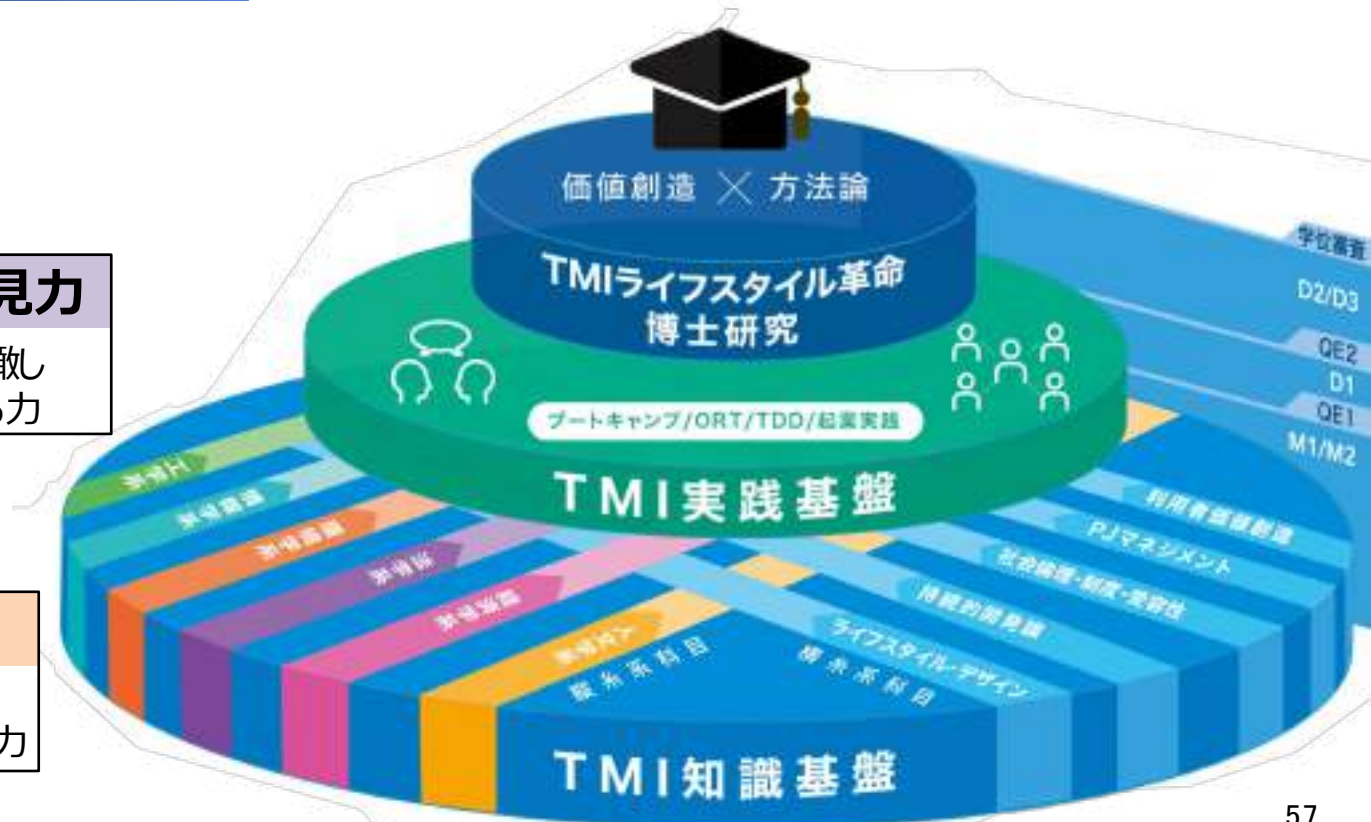 価値創造 × 方法論
TMIライフスタイル革命
博士研究
ブートキャンプ/ORT/TDD/起業実践
TMI実践基盤
学位審査
D2/D3
QE2
D1
QE1
M1/M2
見力
瞰し
る力
力
工学系
利用者価値創造
PJマネジメント
社会倫理・制度・受容性
持続的開発論
ライフスタイル・デザイン
縦糸系科目
横糸系科目
TMI知識基盤
57